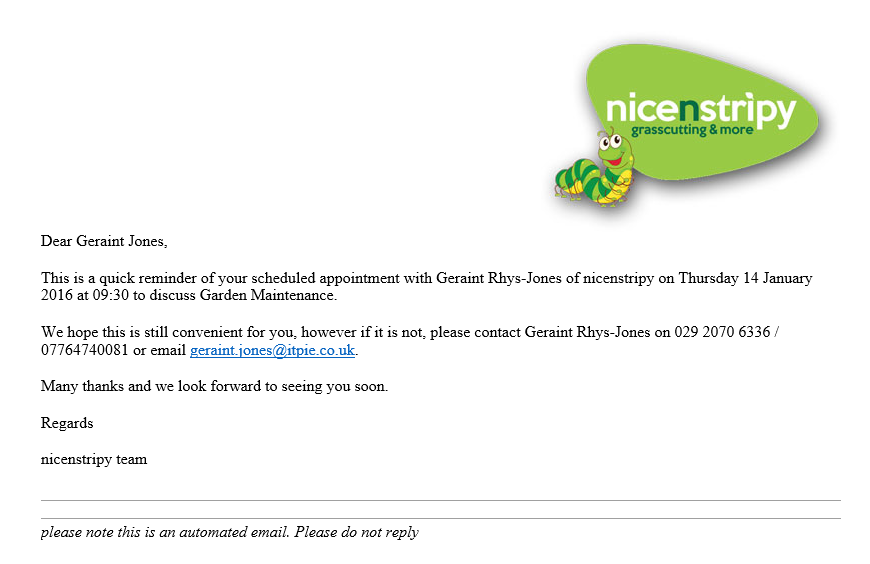 nicenstripy
grasscutting & more
Dear Geraint Jones,
This is a quick reminder of your scheduled appointment with Geraint Rhys-Jones of nicenstripy on Thursday 14 January
2016 at 09:30 to discuss Garden Maintenance.
We hope this is still convenient for you, however if it is not, please contact Geraint Rhys-Jones on 029 2070 6336 /
07764740081 or email geraint.jones@itpie.co.uk.
Many thanks and we look forward to seeing you soon.
Regards
nicenstripy team
please note this is an automated email. Please do not reply